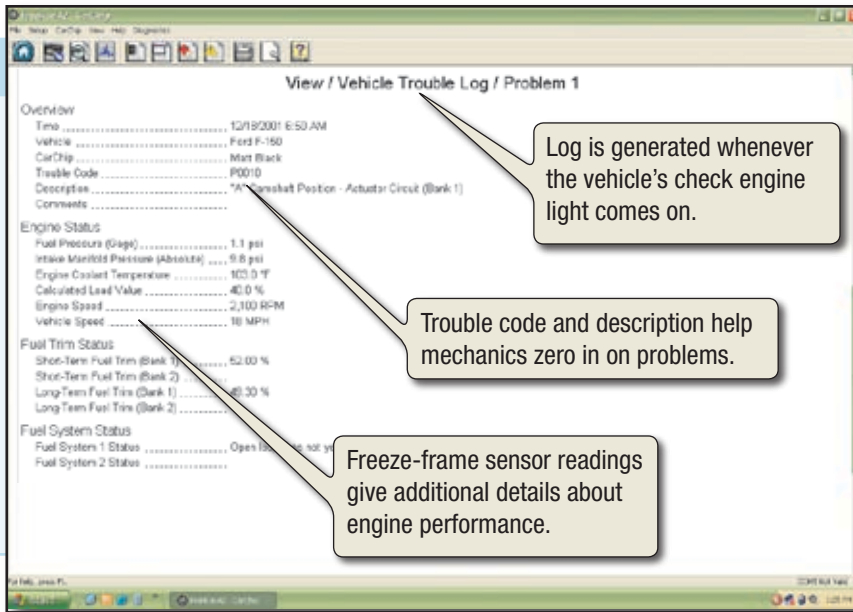 File Setup CarChip View Help Diagnostics
View / Vehicle Trouble Log / Problem 1
Overview
Time ........ 12/18/2001 6:50 AM
Vehicle ........ Ford F-150
CarChip ........ Matt Black
Trouble Code ........ P0010
Description ........ "A" Camshaft Position - Actuator Circuit (Bank 1)
Comments ........
Engine Status
Fuel Pressure (Gage) ........ 1.1 psi
Intake Manifold Pressure (Absolute) ..... 9.8 psi
Engine Coolant Temperature ........ 103.0 °F
Calculated Load Value ........ 40.0 %
Engine Speed ........ 2,100 RPM
Vehicle Speed ........ 18 MPH
Fuel Trim Status
Short-Term Fuel Trim (Bank 1) ........ %
Short-Term Fuel Trim (Bank 2) ........
Long-Term Fuel Trim (Bank 1) ........ %
Long-Term Fuel Trim (Bank 2) ........
Fuel System Status
Fuel System 1 Status ........ Open not
Fuel System 2 Status ........
Log is generated whenever
the vehicle's check engine
light comes on.
Trouble code and description help
mechanics zero in on problems.
Freeze-frame sensor readings
give additional details about
engine performance.